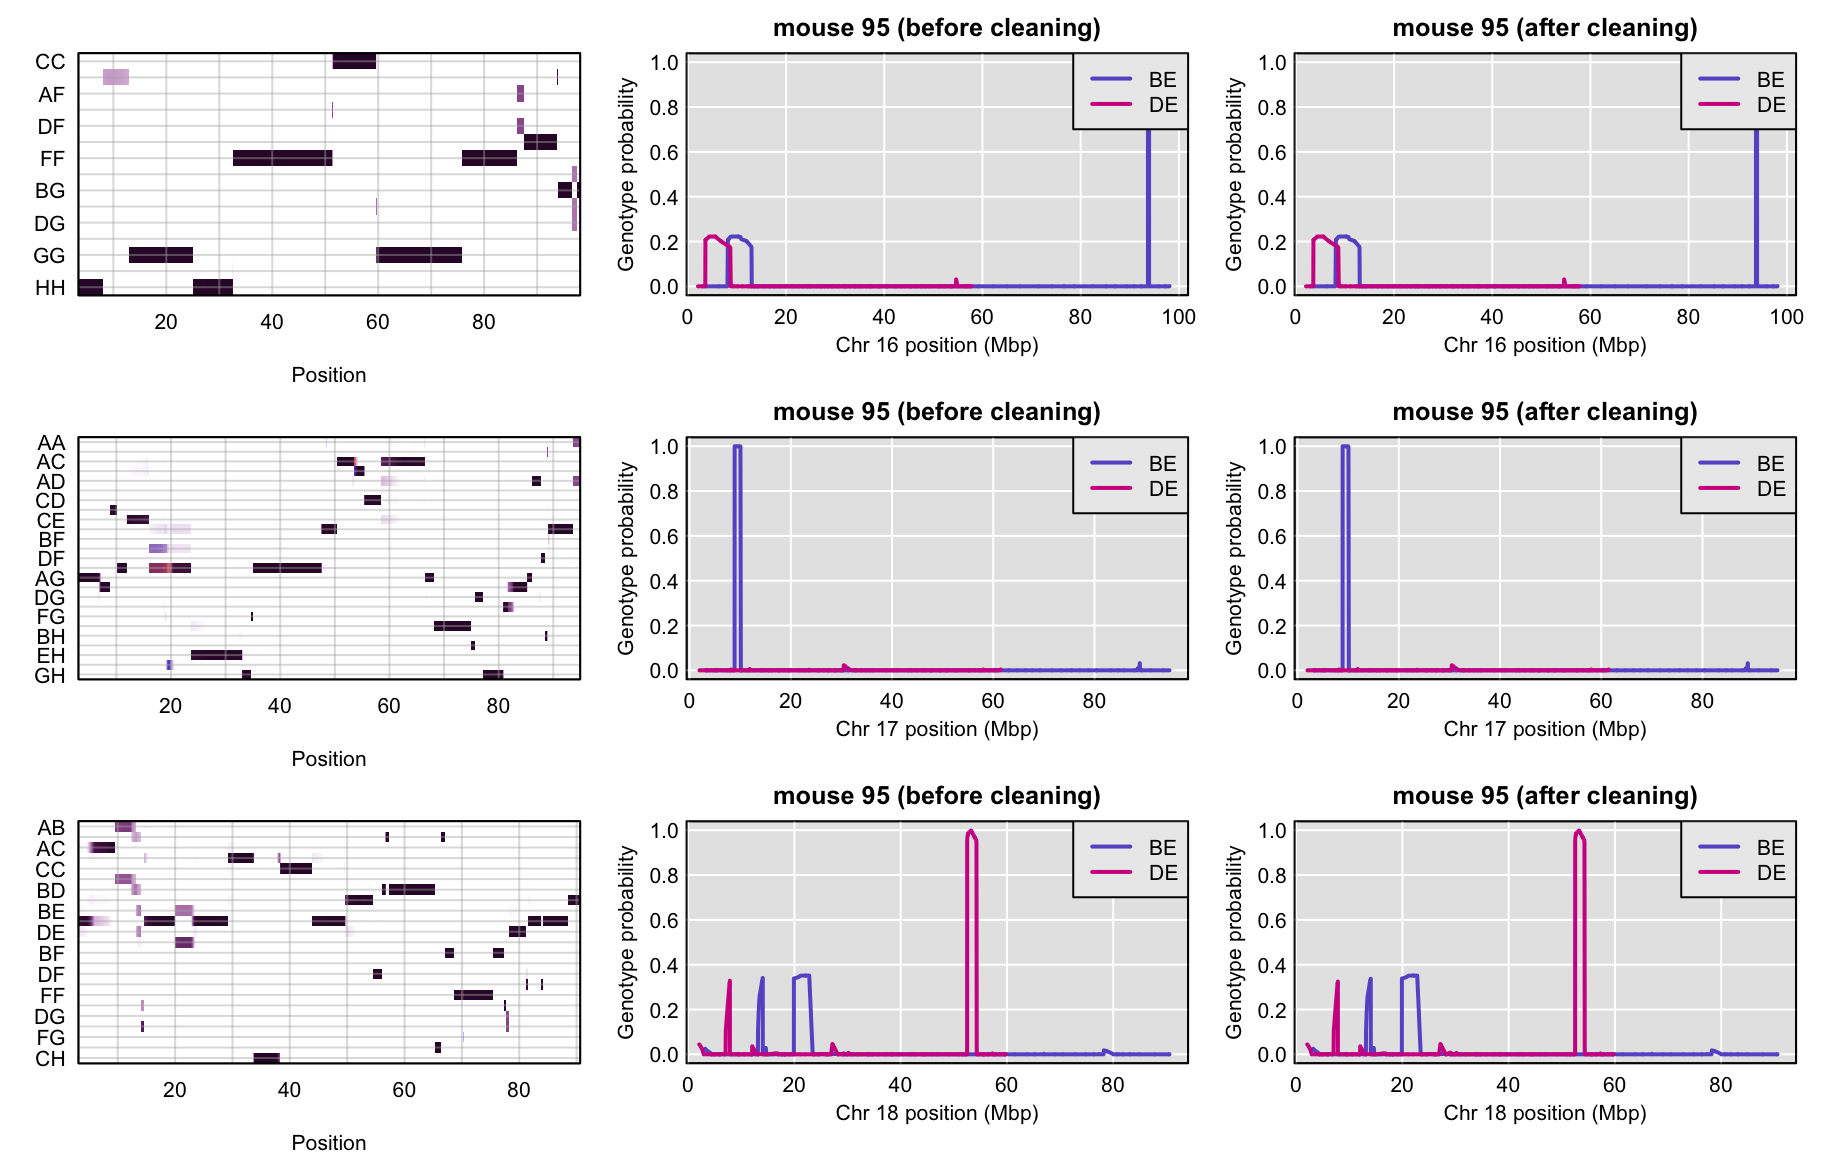 CC
AF
DF
FF
BG
DG
GG
HH
20 40 60 80
Position
mouse 95 (before cleaning)
Genotype probability
1.0
0.8
0.6
0.4
0.2
0.0
BE
DE
0 20 40 60 80 100
Chr 16 position (Mbp)
mouse 95 (after cleaning)
Genotype probability
1.0
0.8
0.6
0.4
0.2
0.0
BE
DE
0 20 40 60 80 100
Chr 16 position (Mbp)
AA
AC
AD
CD
CE
BF
DF
AG
DG
FG
BH
EH
GH
20 40 60 80
Position
mouse 95 (before cleaning)
Genotype probability
1.0
0.8
0.6
0.4
0.2
0.0
BE
DE
0 20 40 60 80
Chr 17 position (Mbp)
mouse 95 (after cleaning)
Genotype probability
1.0
0.8
0.6
0.4
0.2
0.0
BE
DE
0 20 40 60 80
Chr 17 position (Mbp)
AB
AC
CC
BD
BE
DE
BF
DF
FF
DG
FG
CH
20 40 60 80
Position
mouse 95 (before cleaning)
Genotype probability
1.0
0.8
0.6
0.4
0.2
0.0
BE
DE
0 20 40 60 80
Chr 18 position (Mbp)
mouse 95 (after cleaning)
Genotype probability
1.0
0.8
0.6
0.4
0.2
0.0
BE
DE
0 20 40 60 80
Chr 18 position (Mbp)